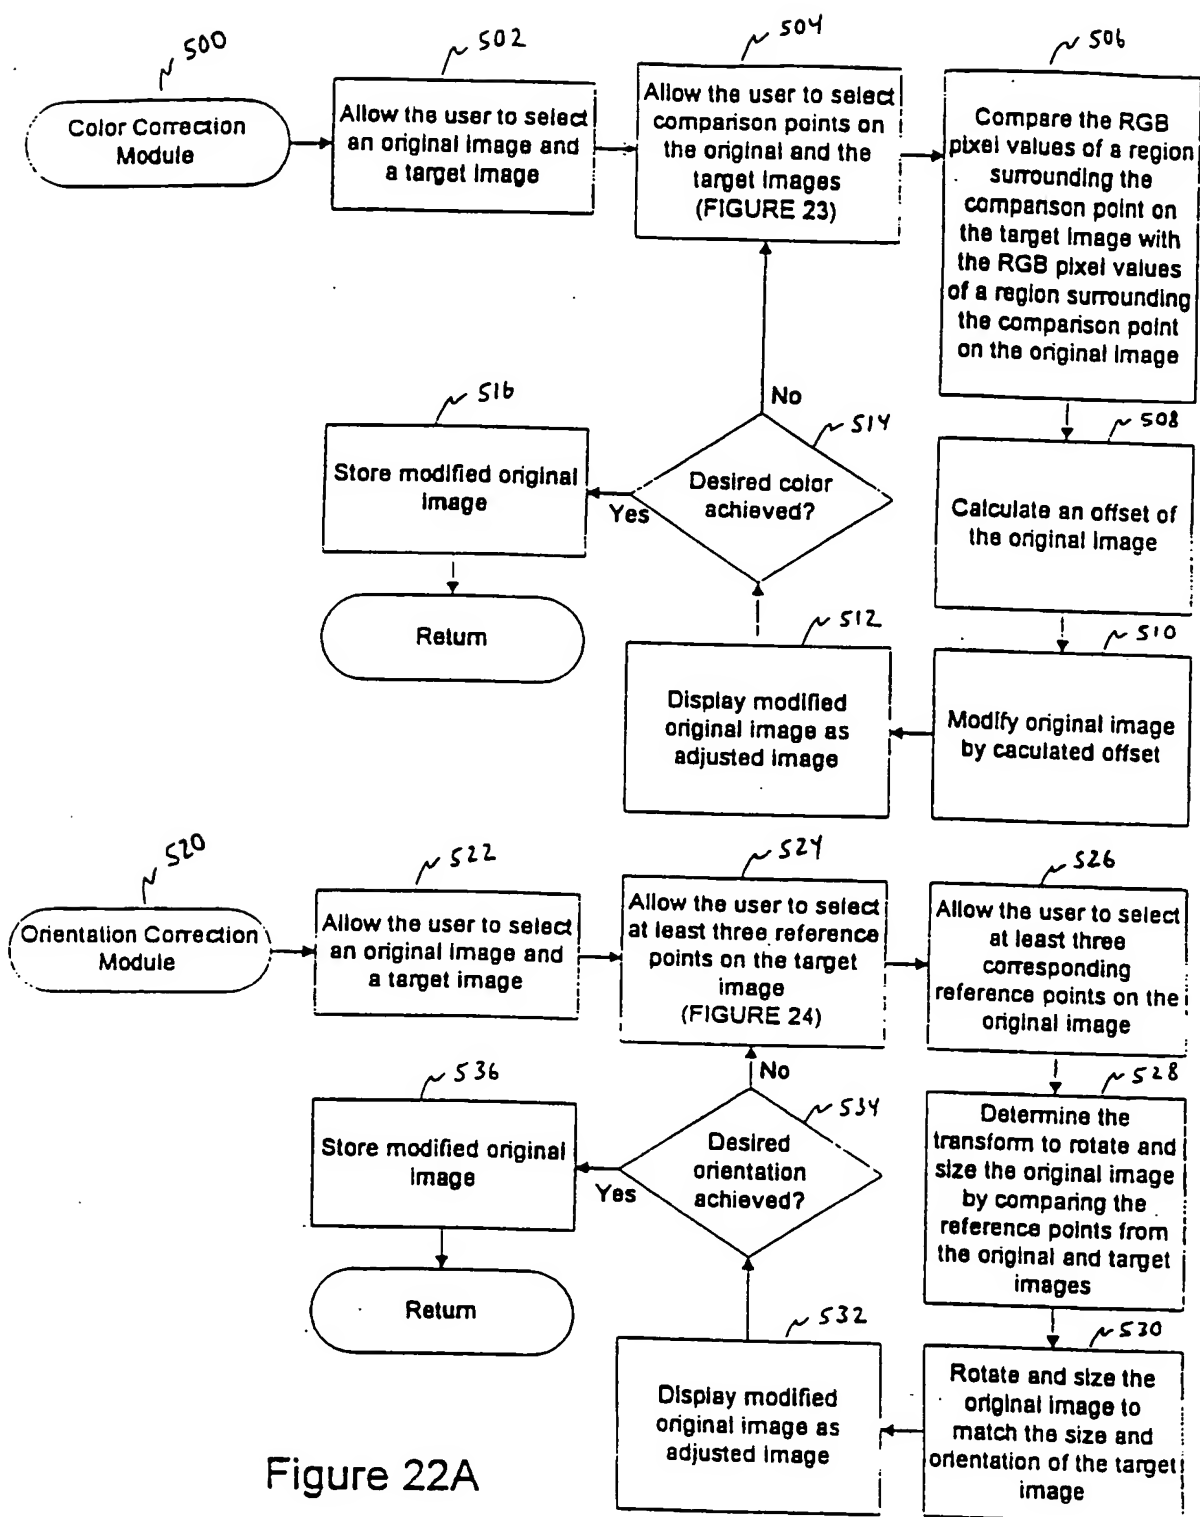 500
Color Correction
Module
502
Allow the user to select
an original image and
a target image
504
Allow the user to select
comparison points on
the original and the
target images
(FIGURE 23)
506
Compare the RGB
pixel values of a region
surrounding the
comparison point on
the target image with
the RGB pixel values
of a region surrounding
the comparison point
on the original image
508
Calculate an offset of
the original image
510
Modify original image
by caculated offset
512
Display modified
original image as
adjusted image
514
Desired color
achieved?
No
Yes
516
Store modified original
image
Return
520
Orientation Correction
Module
522
Allow the user to select
an original image and
a target image
524
Allow the user to select
at least three reference
points on the target
image
(FIGURE 24)
526
Allow the user to select
at least three
corresponding
reference points on the
original image
528
Determine the
transform to rotate and
size the original image
by comparing the
reference points from
the original and target
images
530
Rotate and size the
original image to
match the size and
orientation of the target
image
532
Display modified
original image as
adjusted image
534
Desired
orientation
achieved?
No
Yes
536
Store modified original
image
Return
Figure 22A